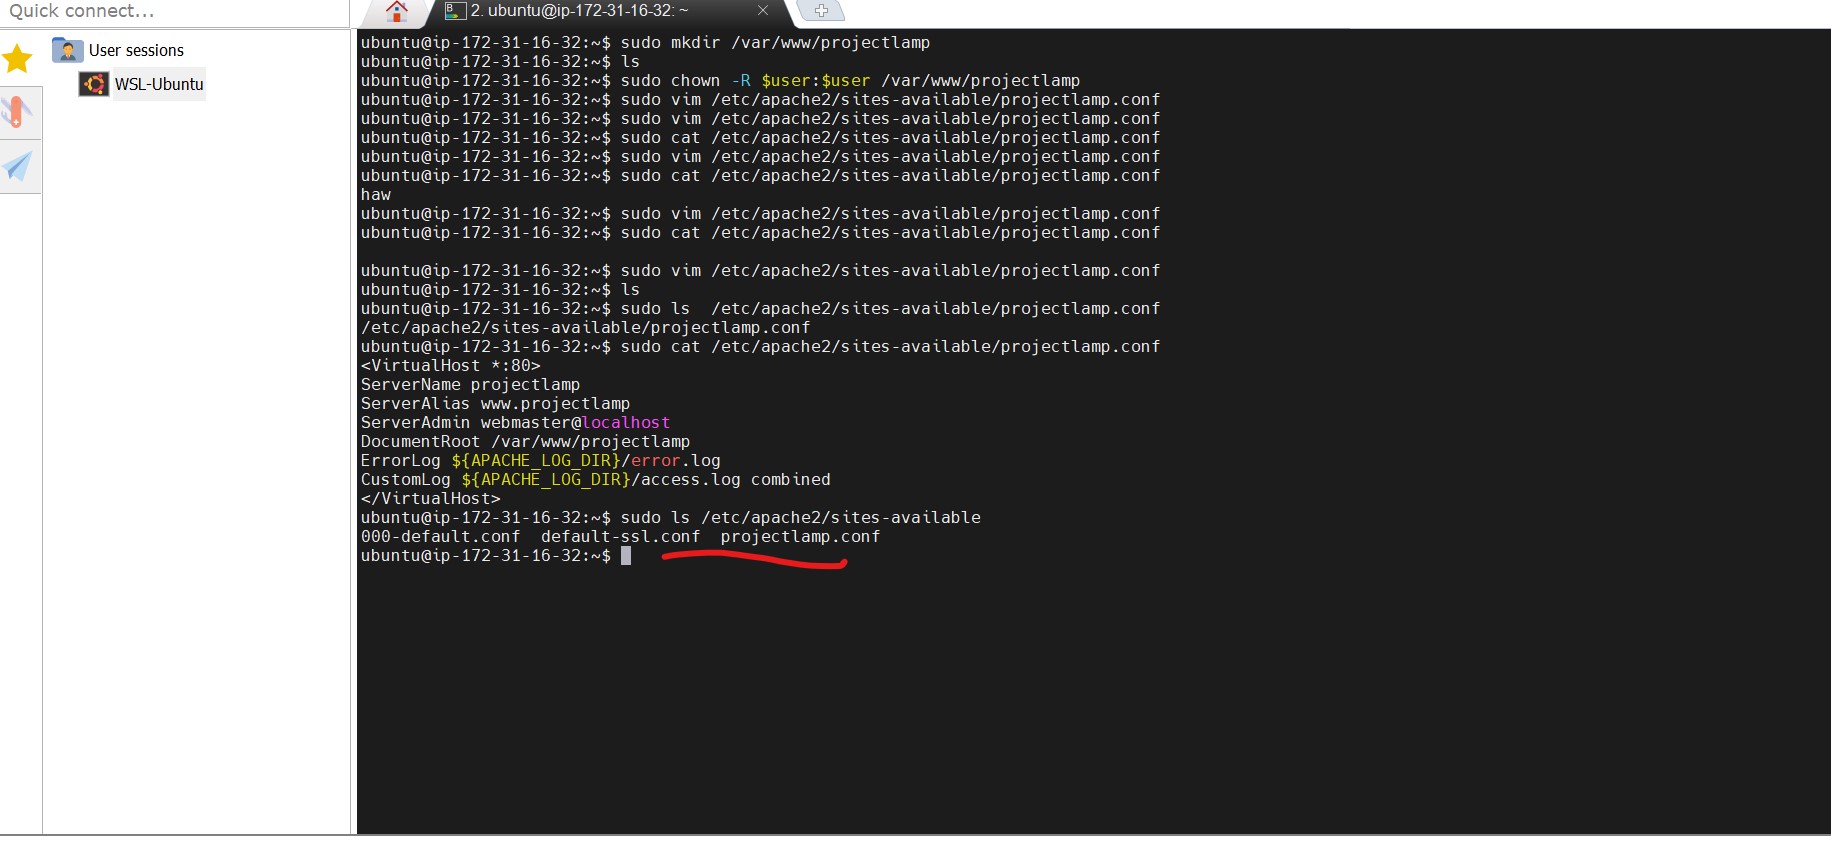 Quick connect...
2. ubuntu@ip-172-31-16-32: ~
User sessions
WSL-Ubuntu
ubuntu@ip-172-31-16-32:~$ sudo mkdir /var/www/projectlamp
ubuntu@ip-172-31-16-32:~$ ls
ubuntu@ip-172-31-16-32:~$ sudo chown -R $user:$user /var/www/projectlamp
ubuntu@ip-172-31-16-32:~$ sudo vim /etc/apache2/sites-available/projectlamp.conf
ubuntu@ip-172-31-16-32:~$ sudo vim /etc/apache2/sites-available/projectlamp.conf
ubuntu@ip-172-31-16-32:~$ sudo cat /etc/apache2/sites-available/projectlamp.conf
ubuntu@ip-172-31-16-32:~$ sudo vim /etc/apache2/sites-available/projectlamp.conf
ubuntu@ip-172-31-16-32:~$ sudo cat /etc/apache2/sites-available/projectlamp.conf
haw
ubuntu@ip-172-31-16-32:~$ sudo vim /etc/apache2/sites-available/projectlamp.conf
ubuntu@ip-172-31-16-32:~$ sudo cat /etc/apache2/sites-available/projectlamp.conf
ubuntu@ip-172-31-16-32:~$ sudo vim /etc/apache2/sites-available/projectlamp.conf
ubuntu@ip-172-31-16-32:~$ ls
ubuntu@ip-172-31-16-32:~$ sudo ls  /etc/apache2/sites-available/projectlamp.conf
/etc/apache2/sites-available/projectlamp.conf
ubuntu@ip-172-31-16-32:~$ sudo cat /etc/apache2/sites-available/projectlamp.conf
<VirtualHost *:80>
ServerName projectlamp
ServerAlias www.projectlamp
ServerAdmin webmaster@localhost
DocumentRoot /var/www/projectlamp
ErrorLog ${APACHE_LOG_DIR}/error.log
CustomLog ${APACHE_LOG_DIR}/access.log combined
</VirtualHost>
ubuntu@ip-172-31-16-32:~$ sudo ls /etc/apache2/sites-available
000-default.conf  default-ssl.conf  projectlamp.conf
ubuntu@ip-172-31-16-32:~$